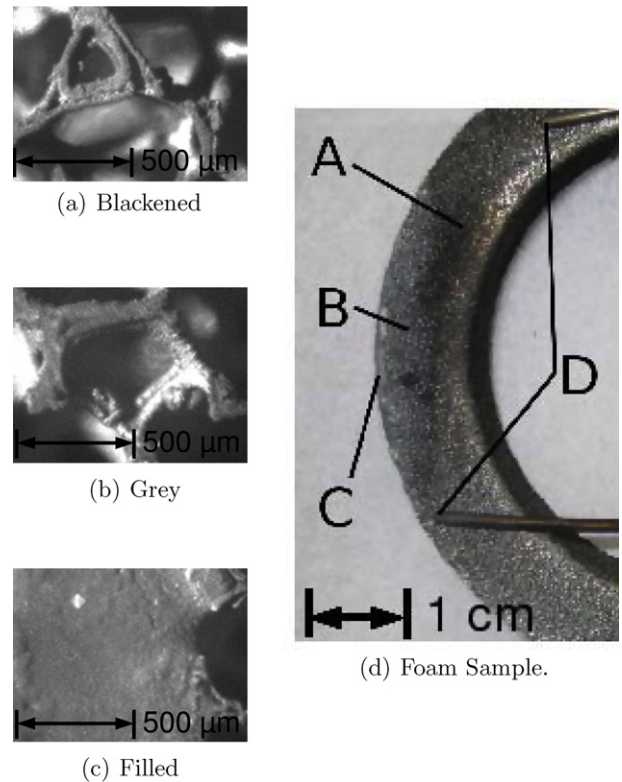 500 µm
(a) Blackened
500 µm
(b) Grey
500 µm
(c) Filled
A
B
C
D
1 cm
(d) Foam Sample.